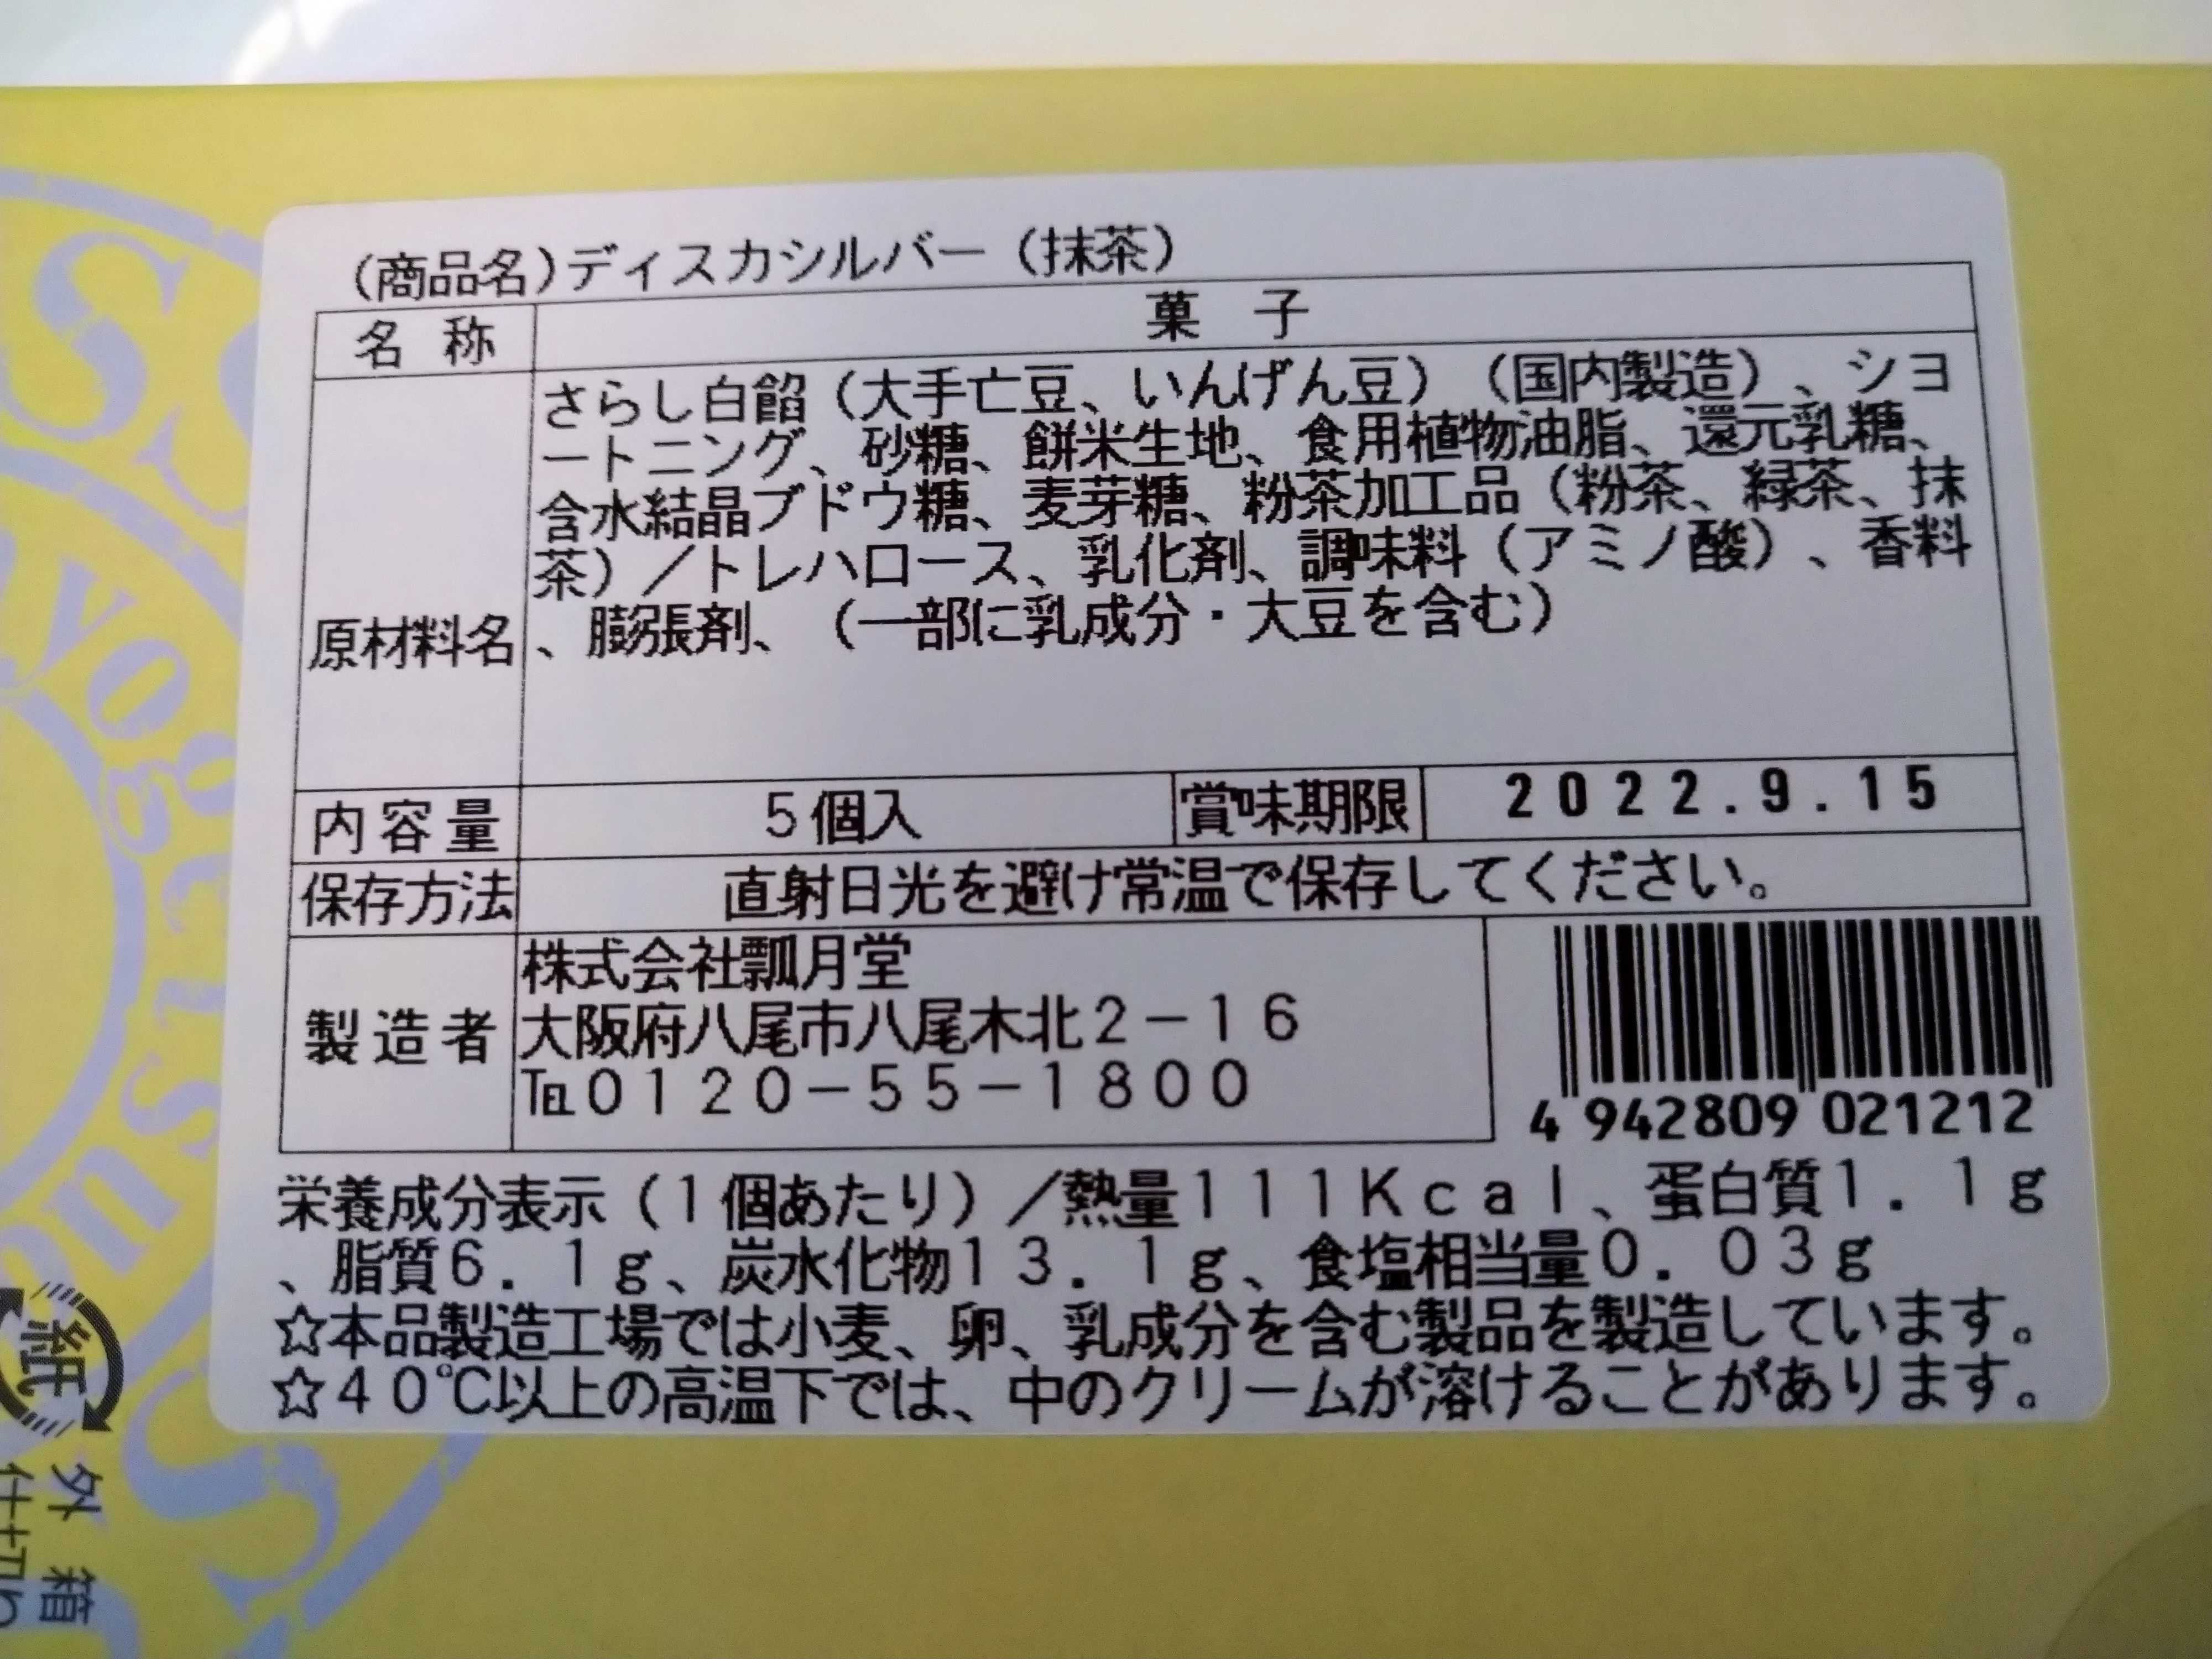 (商品名)ディスカシルバー（抹茶）
名 称 菓 子
原材料名 さらし白餡（大手亡豆、いんげん豆）（国内製造）、ショ
ートニング、砂糖、餅米生地、食用植物油脂、還元乳糖、
含水結晶ブドウ糖、麦芽糖、粉茶加工品（粉茶、緑茶、抹
茶）／トレハロース、乳化剤、調味料（アミノ酸）、香料
、膨張剤、（一部に乳成分・大豆を含む）
内容量 5個入 賞味期限 2022.9.15
保存方法 直射日光を避け常温で保存してください。
製造者 株式会社瓢月堂
大阪府八尾市八尾木北2－16
℡0120－55－1800
4 942809 021212
栄養成分表示（1個あたり）／熱量111Kcal、蛋白質1.1g
、脂質6.1g、炭水化物13.1g、食塩相当量0.03g
☆本品製造工場では小麦、卵、乳成分を含む製品を製造しています。
☆40℃以上の高温下では、中のクリームが溶けることがあります。
紙
外箱
仕切り